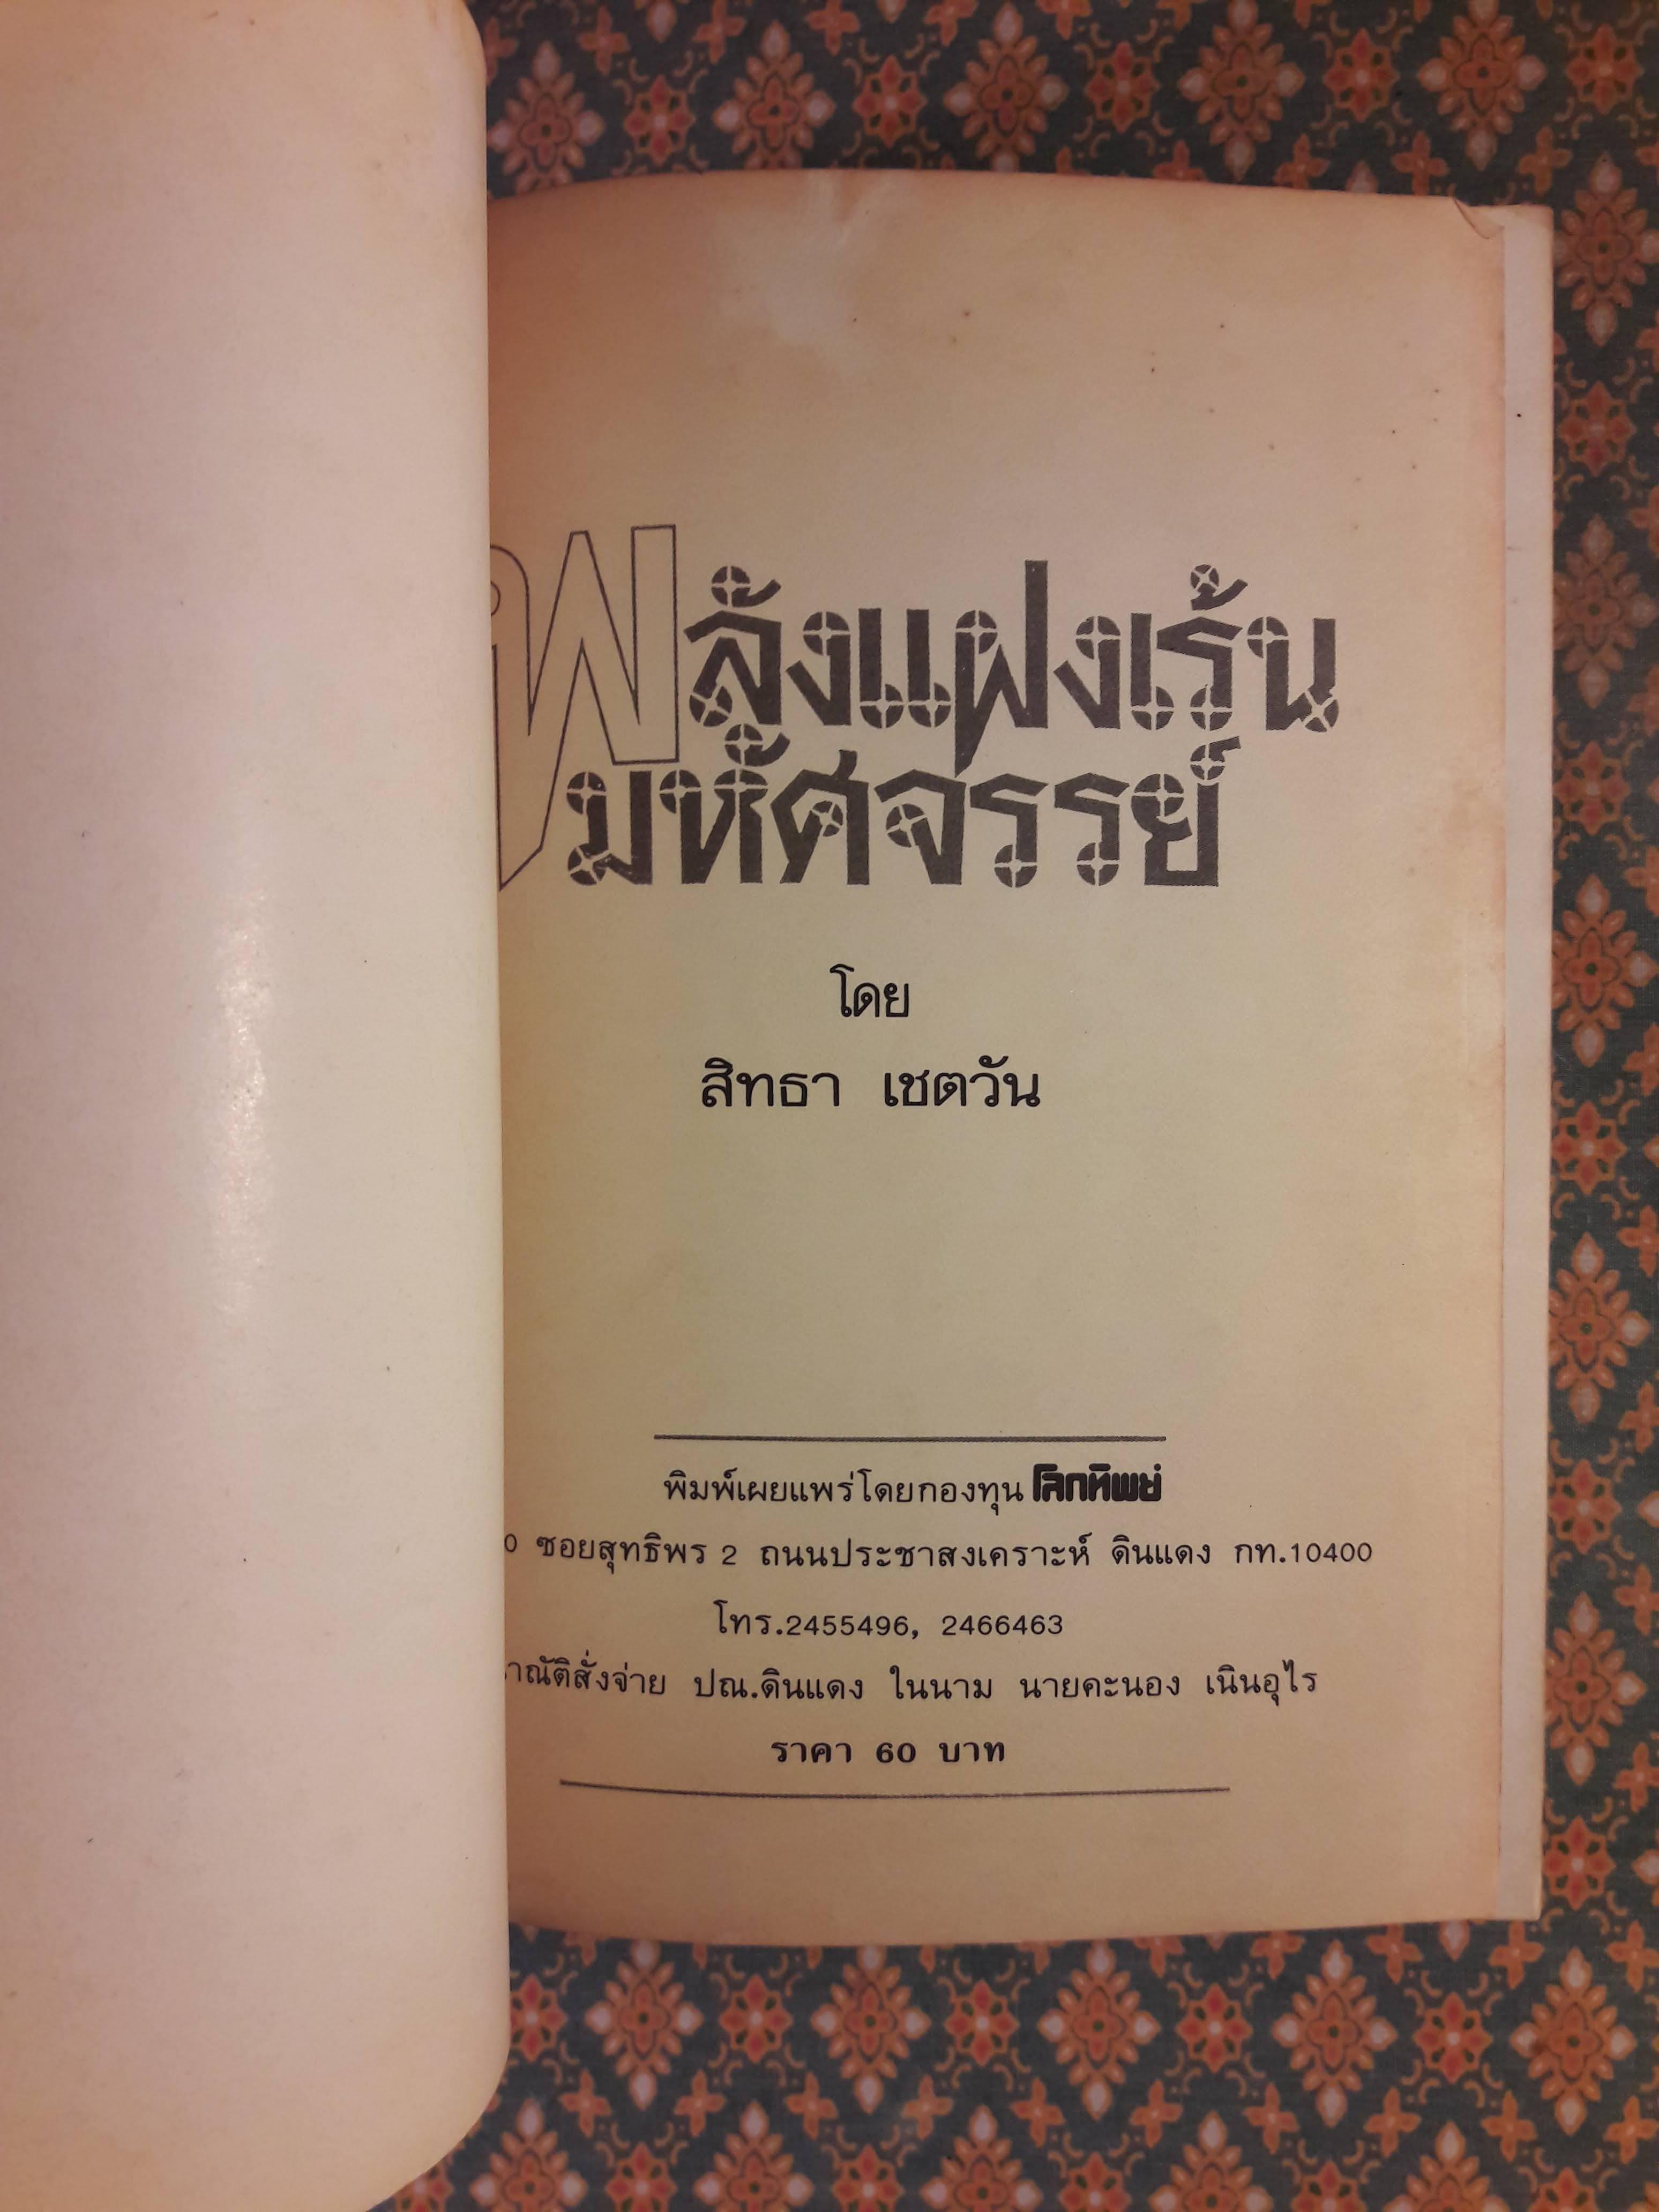 พลังแฝงเร้น
มหัศจรรย์
โดย
สิทธา เชตวัน
พิมพ์เผยแพร่โดยกองทุน โลกทิพย์
0 ซอยสุทธิพร 2 ถนนประชาสงเคราะห์ ดินแดง กท.10400
โทร.2455496, 2466463
าณัติสั่งจ่าย ปณ.ดินแดง ในนาม นายคะนอง เนินอุไร
ราคา 60 บาท